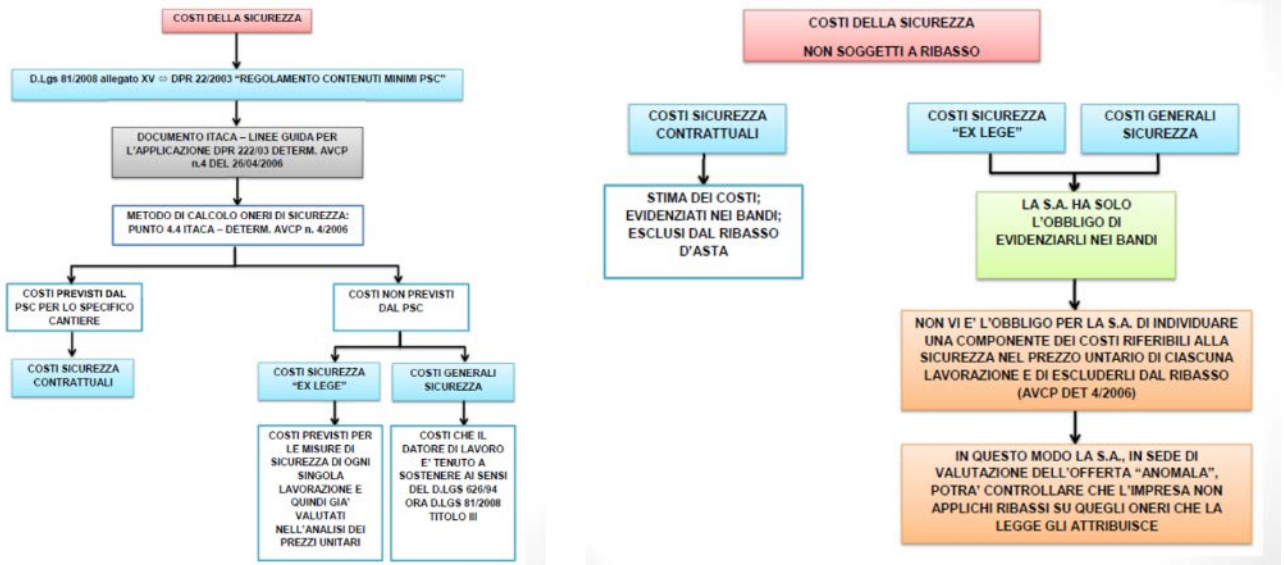 COSTI DELLA SICUREZZA
D.Lgs 81/2008 allegato XV ⇔ DPR 22/2003 “REGOLAMENTO CONTENUTI MINIMI PSC”
DOCUMENTO ITACA – LINEE GUIDA PER
L’APPLICAZIONE DPR 222/03 DETERM. AVCP
n.4 DEL 26/04/2006
METODO DI CALCOLO ONERI DI SICUREZZA:
PUNTO 4.4 ITACA – DETERM. AVCP n. 4/2006
COSTI PREVISTI DAL
PSC PER LO SPECIFICO
CANTIERE
COSTI NON PREVISTI
DAL PSC
COSTI SICUREZZA
CONTRATTUALI
COSTI SICUREZZA
“EX LEGE”
COSTI GENERALI
SICUREZZA
COSTI PREVISTI PER
LE MISURE DI
SICUREZZA DI OGNI
SINGOLA
LAVORAZIONE E
QUINDI GIA’
VALUTATI
NELL’ANALISI DEI
PREZZI UNITARI
COSTI CHE IL
DATORE DI LAVORO
E’ TENUTO A
SOSTENERE AI SENSI
DEL D.LGS 626/94
ORA D.LGS 81/2008
TITOLO III
COSTI DELLA SICUREZZA
NON SOGGETTI A RIBASSO
COSTI SICUREZZA
CONTRATTUALI
COSTI SICUREZZA
“EX LEGE”
COSTI GENERALI
SICUREZZA
STIMA DEI COSTI;
EVIDENZIATI NEI BANDI;
ESCLUSI DAL RIBASSO
D’ASTA
LA S.A. HA SOLO
L’OBBLIGO DI
EVIDENZIARLI NEI BANDI
NON VI E’ L’OBBLIGO PER LA S.A. DI INDIVIDUARE
UNA COMPONENTE DEI COSTI RIFERIBILI ALLA
SICUREZZA NEL PREZZO UNTARIO DI CIASCUNA
LAVORAZIONE E DI ESCLUDERLI DAL RIBASSO
(AVCP DET 4/2006)
IN QUESTO MODO LA S.A., IN SEDE DI
VALUTAZIONE DELL’OFFERTA “ANOMALA”,
POTRA’ CONTROLLARE CHE L’IMPRESA NON
APPLICHI RIBASSI SU QUEGLI ONERI CHE LA
LEGGE GLI ATTRIBUISCE